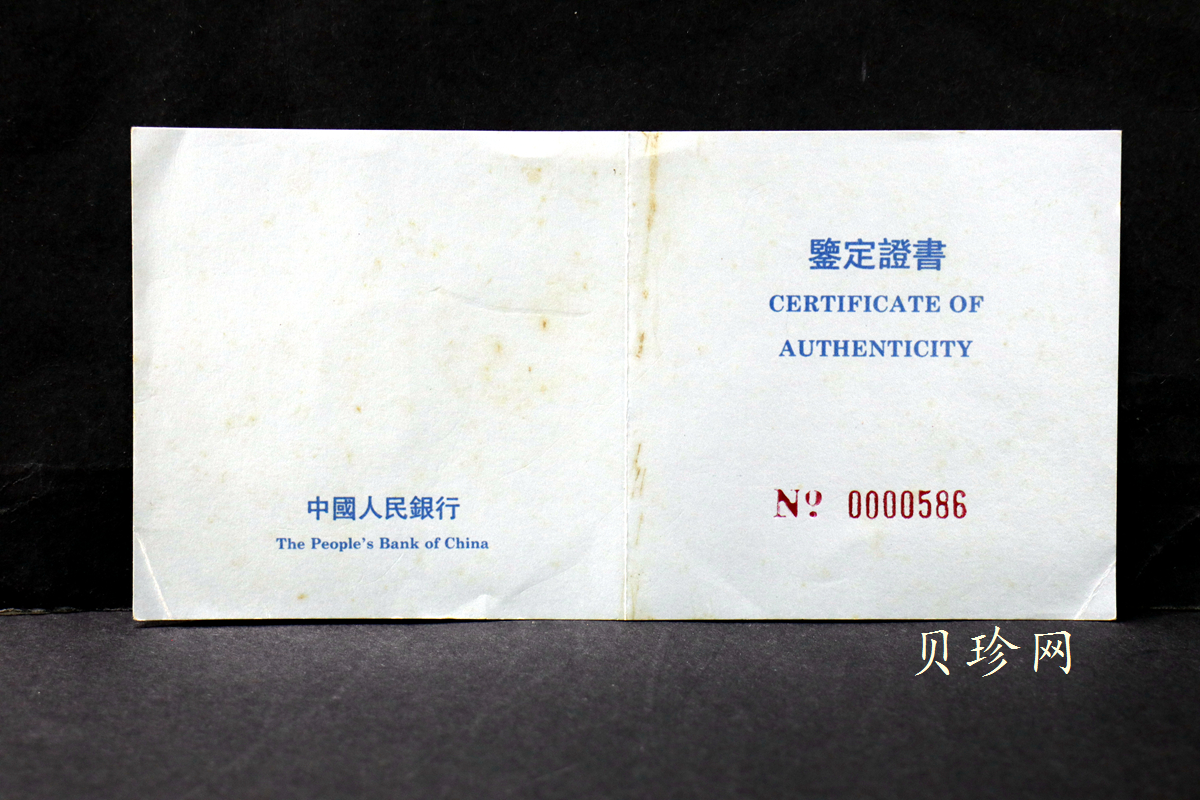 中國人民銀行
The People's Bank of China
鑒定證書
CERTIFICATE OF
AUTHENTICITY
Nº 0000586
贝珍网